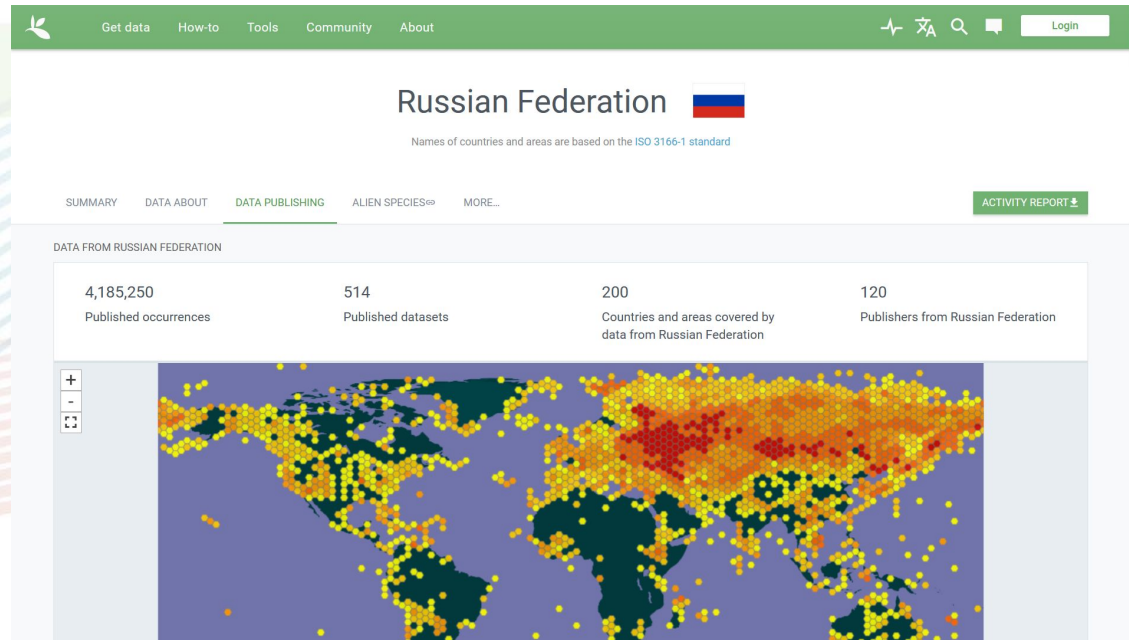 Get data How-to Tools Community About Login
Russian Federation
Names of countries and areas are based on the ISO 3166-1 standard
SUMMARY DATA ABOUT DATA PUBLISHING ALIEN SPECIES MORE... ACTIVITY REPORT
DATA FROM RUSSIAN FEDERATION
4,185,250
Published occurrences
514
Published datasets
200
Countries and areas covered by
data from Russian Federation
120
Publishers from Russian Federation
+
-